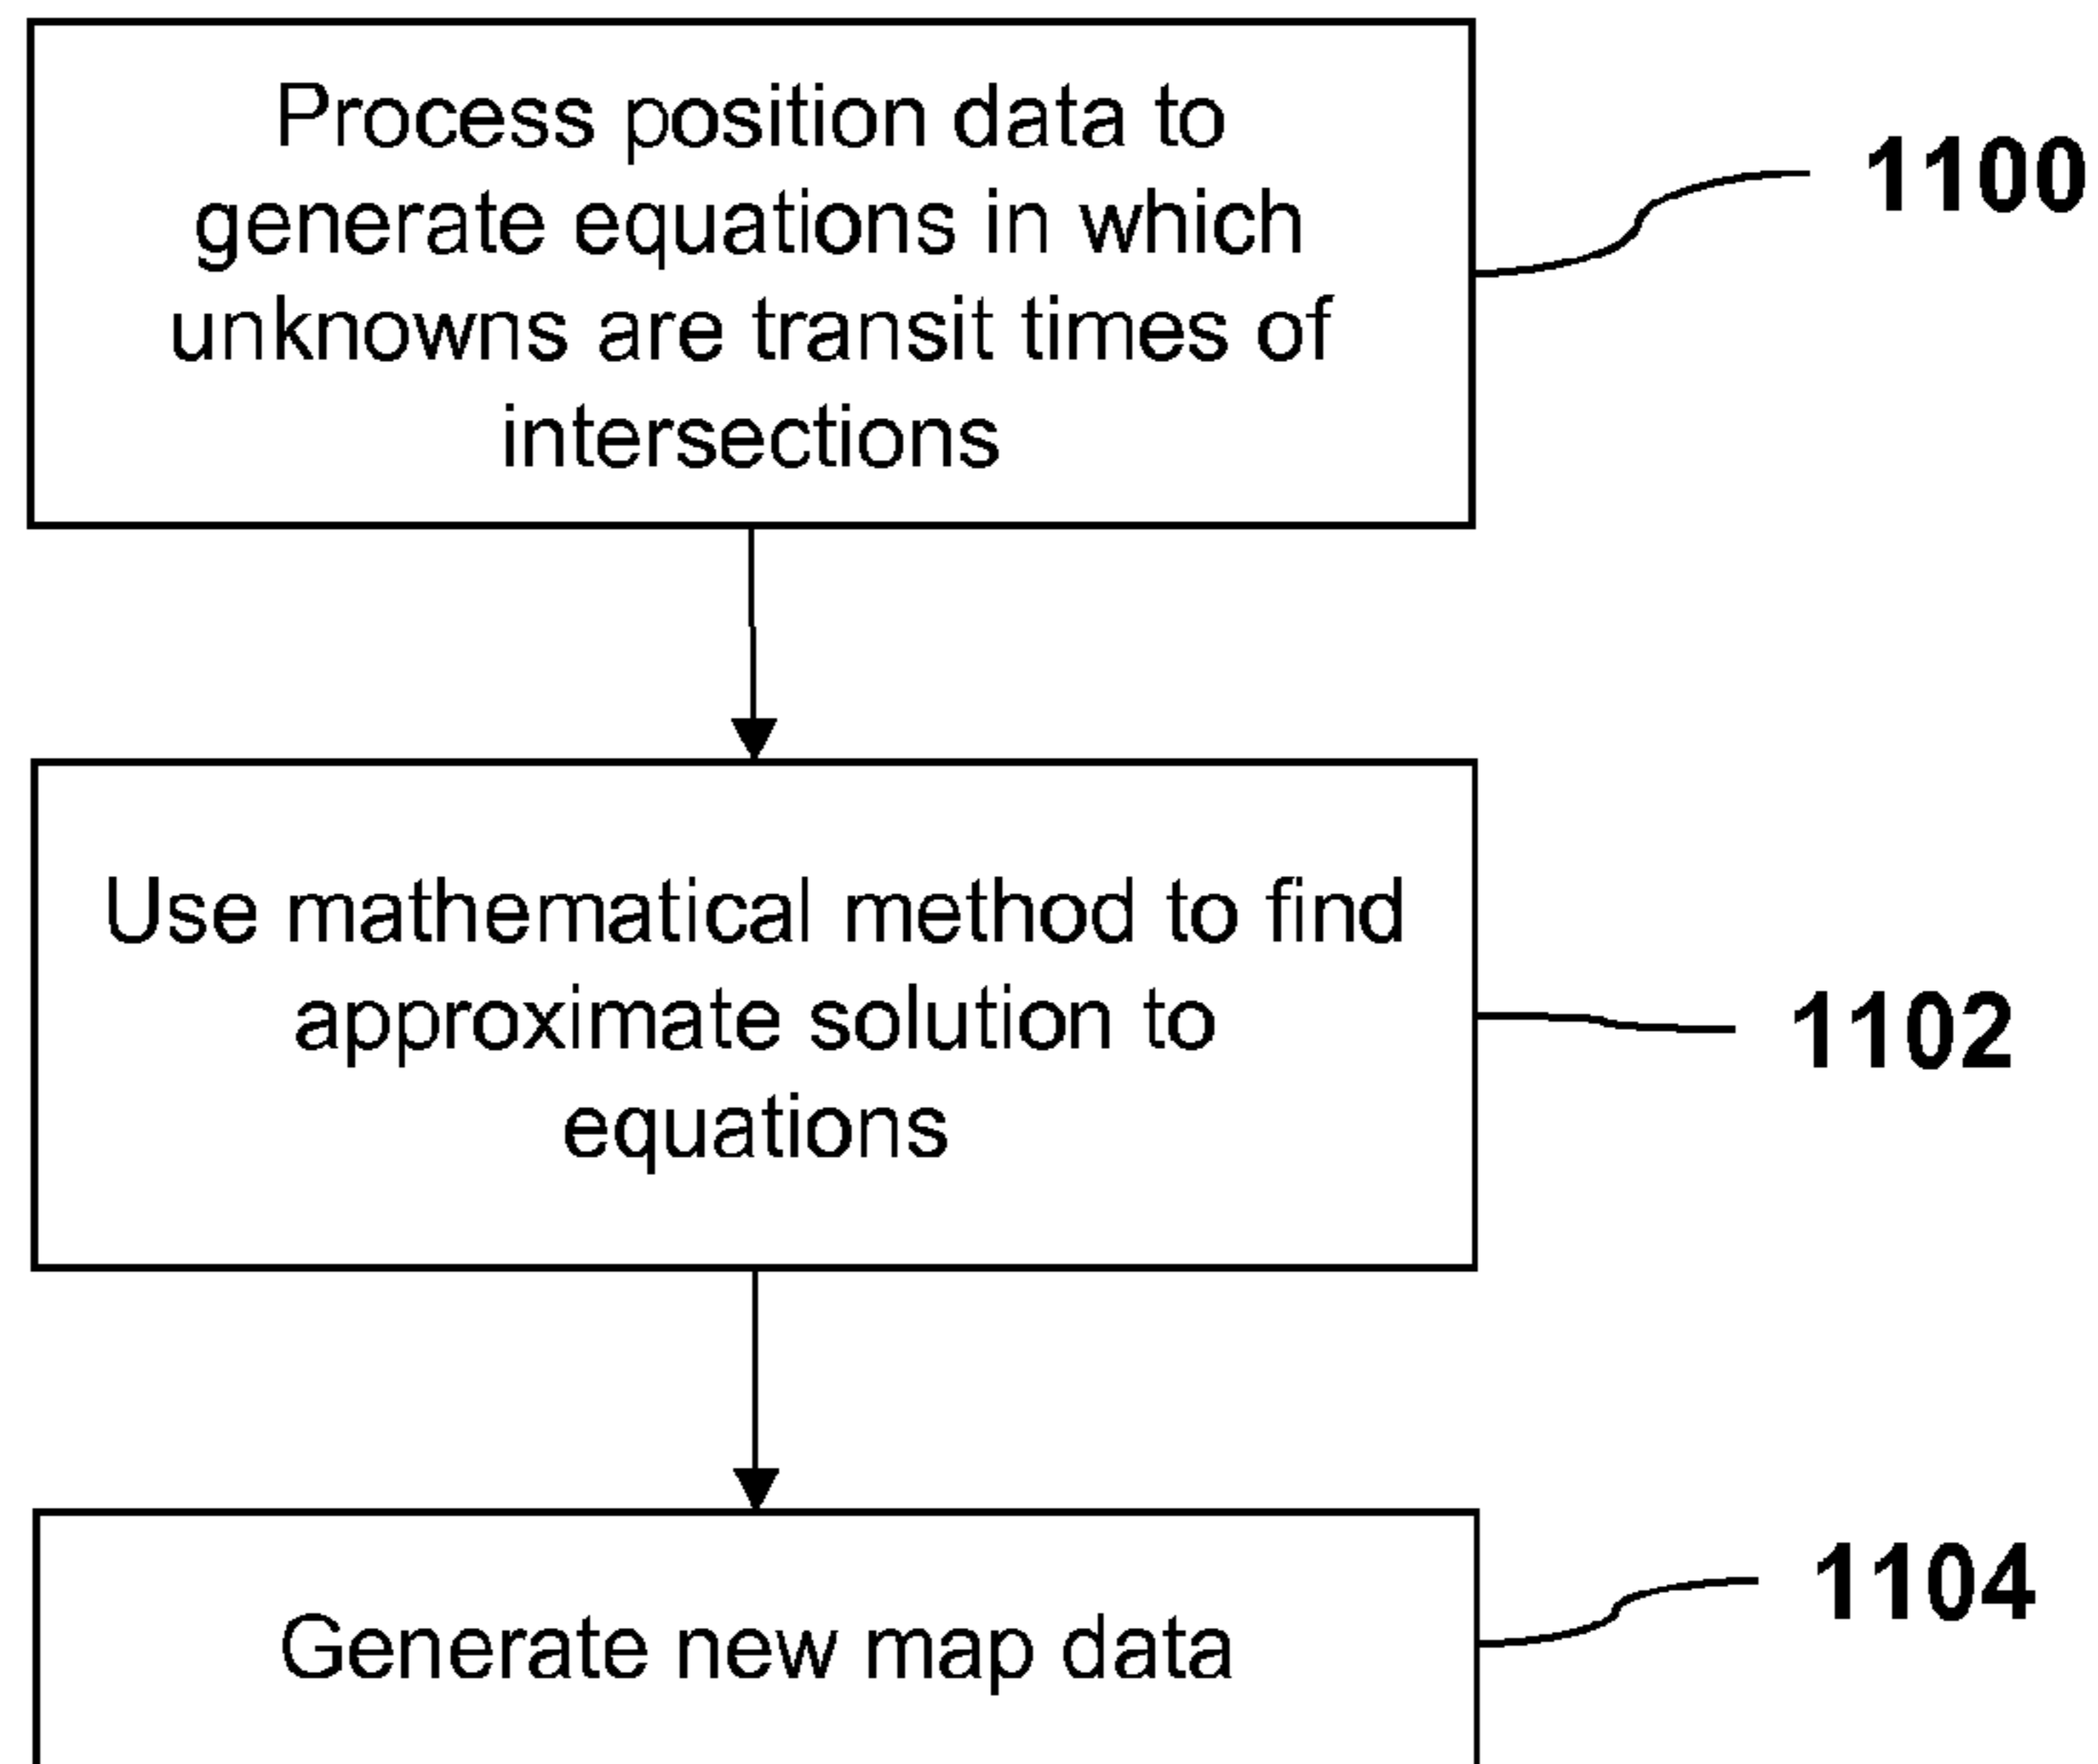 Process position data to
generate equations in which
unknowns are transit times of
intersections
1100
Use mathematical method to find
approximate solution to
equations
1102
Generate new map data
1104